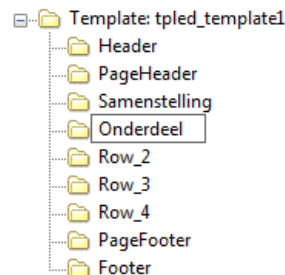 Template: tpled_template1
Header
PageHeader
Samenstelling
Onderdeel
Row_2
Row_3
Row_4
PageFooter
Footer